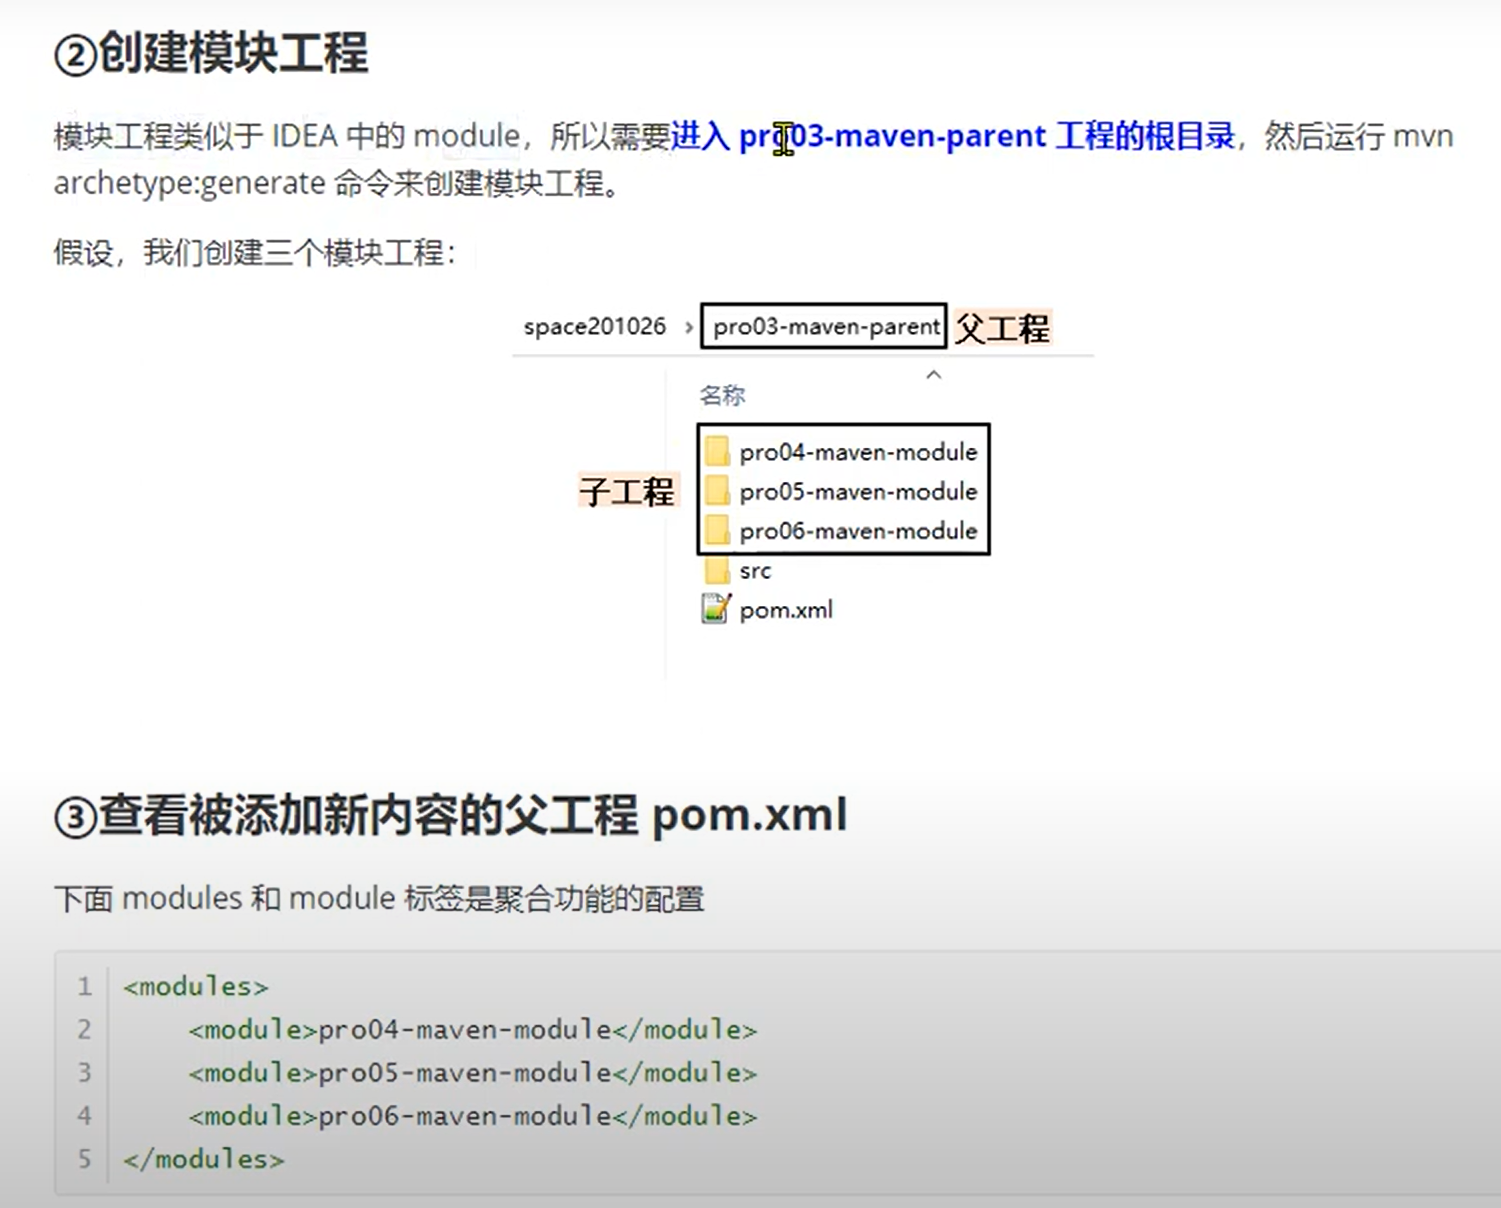 ②创建模块工程
模块工程类似于 IDEA 中的 module，所以需要进入 pro03-maven-parent 工程的根目录，然后运行 mvn
archetype:generate 命令来创建模块工程。
假设，我们创建三个模块工程：
space201026 › pro03-maven-parent 父工程
名称
pro04-maven-module
子工程 pro05-maven-module
pro06-maven-module
src
pom.xml
③查看被添加新内容的父工程 pom.xml
下面 modules 和 module 标签是聚合功能的配置
1 <modules>
2     <module>pro04-maven-module</module>
3     <module>pro05-maven-module</module>
4     <module>pro06-maven-module</module>
5 </modules>